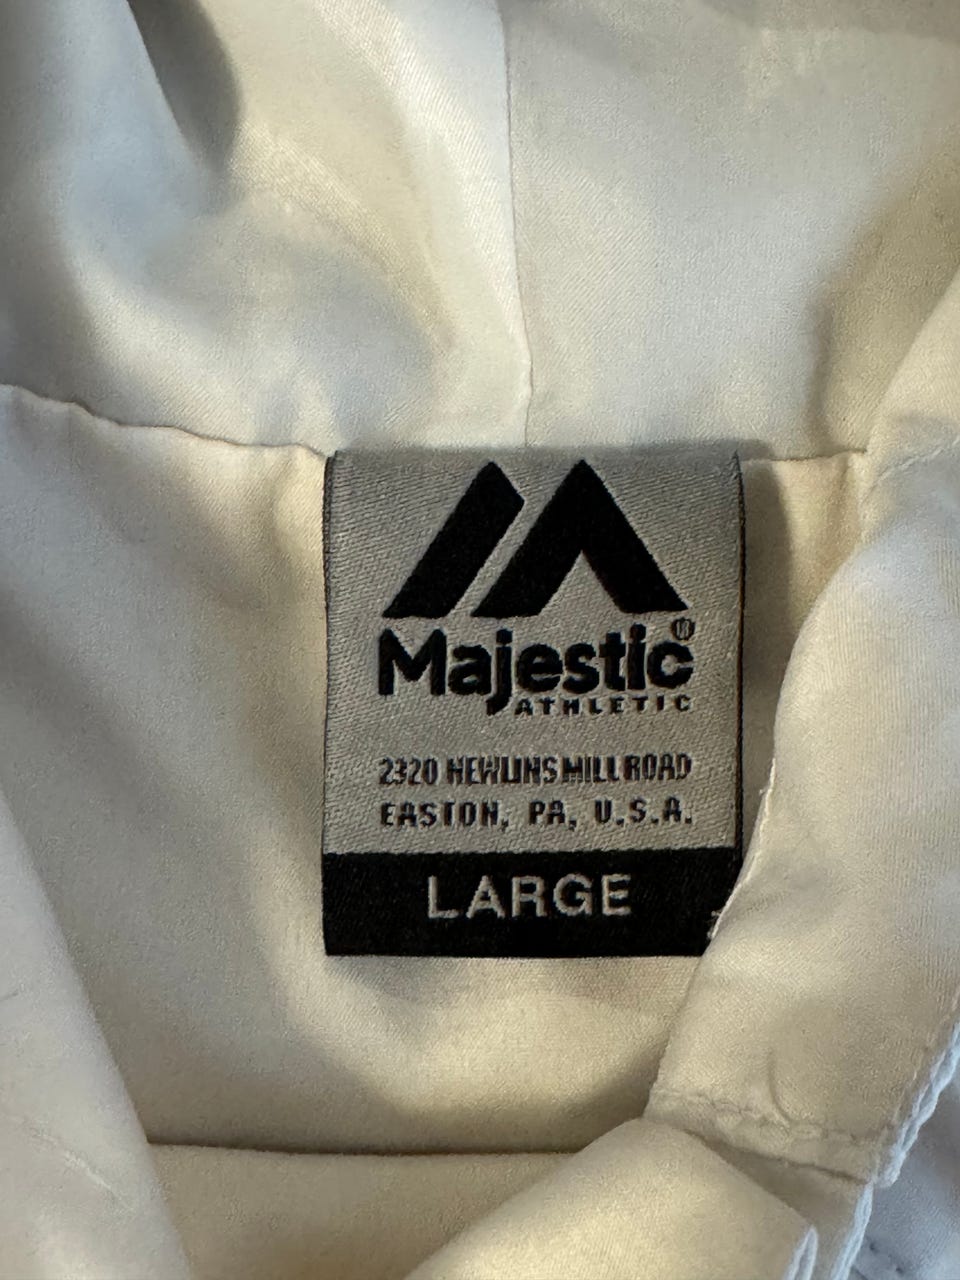 Majestic®
ATHLETIC
2320 NEWLINS MILL ROAD
EASTON, PA, U.S.A.
LARGE